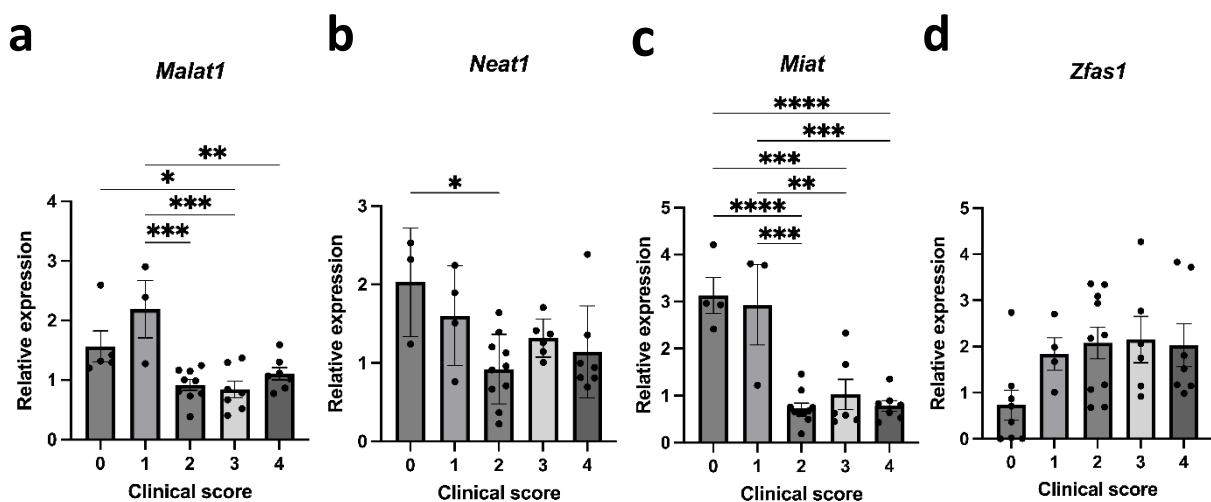 a
Malat1
**
*
***
***
Relative expression
4
3
2
1
0
0 1 2 3 4
Clinical score
b
Neat1
*
Relative expression
3
2
1
0
0 1 2 3 4
Clinical score
c
Miat
****
***
***
**
****
***
Relative expression
5
4
3
2
1
0
0 1 2 3 4
Clinical score
d
Zfas1
Relative expression
5
4
3
2
1
0
0 1 2 3 4
Clinical score